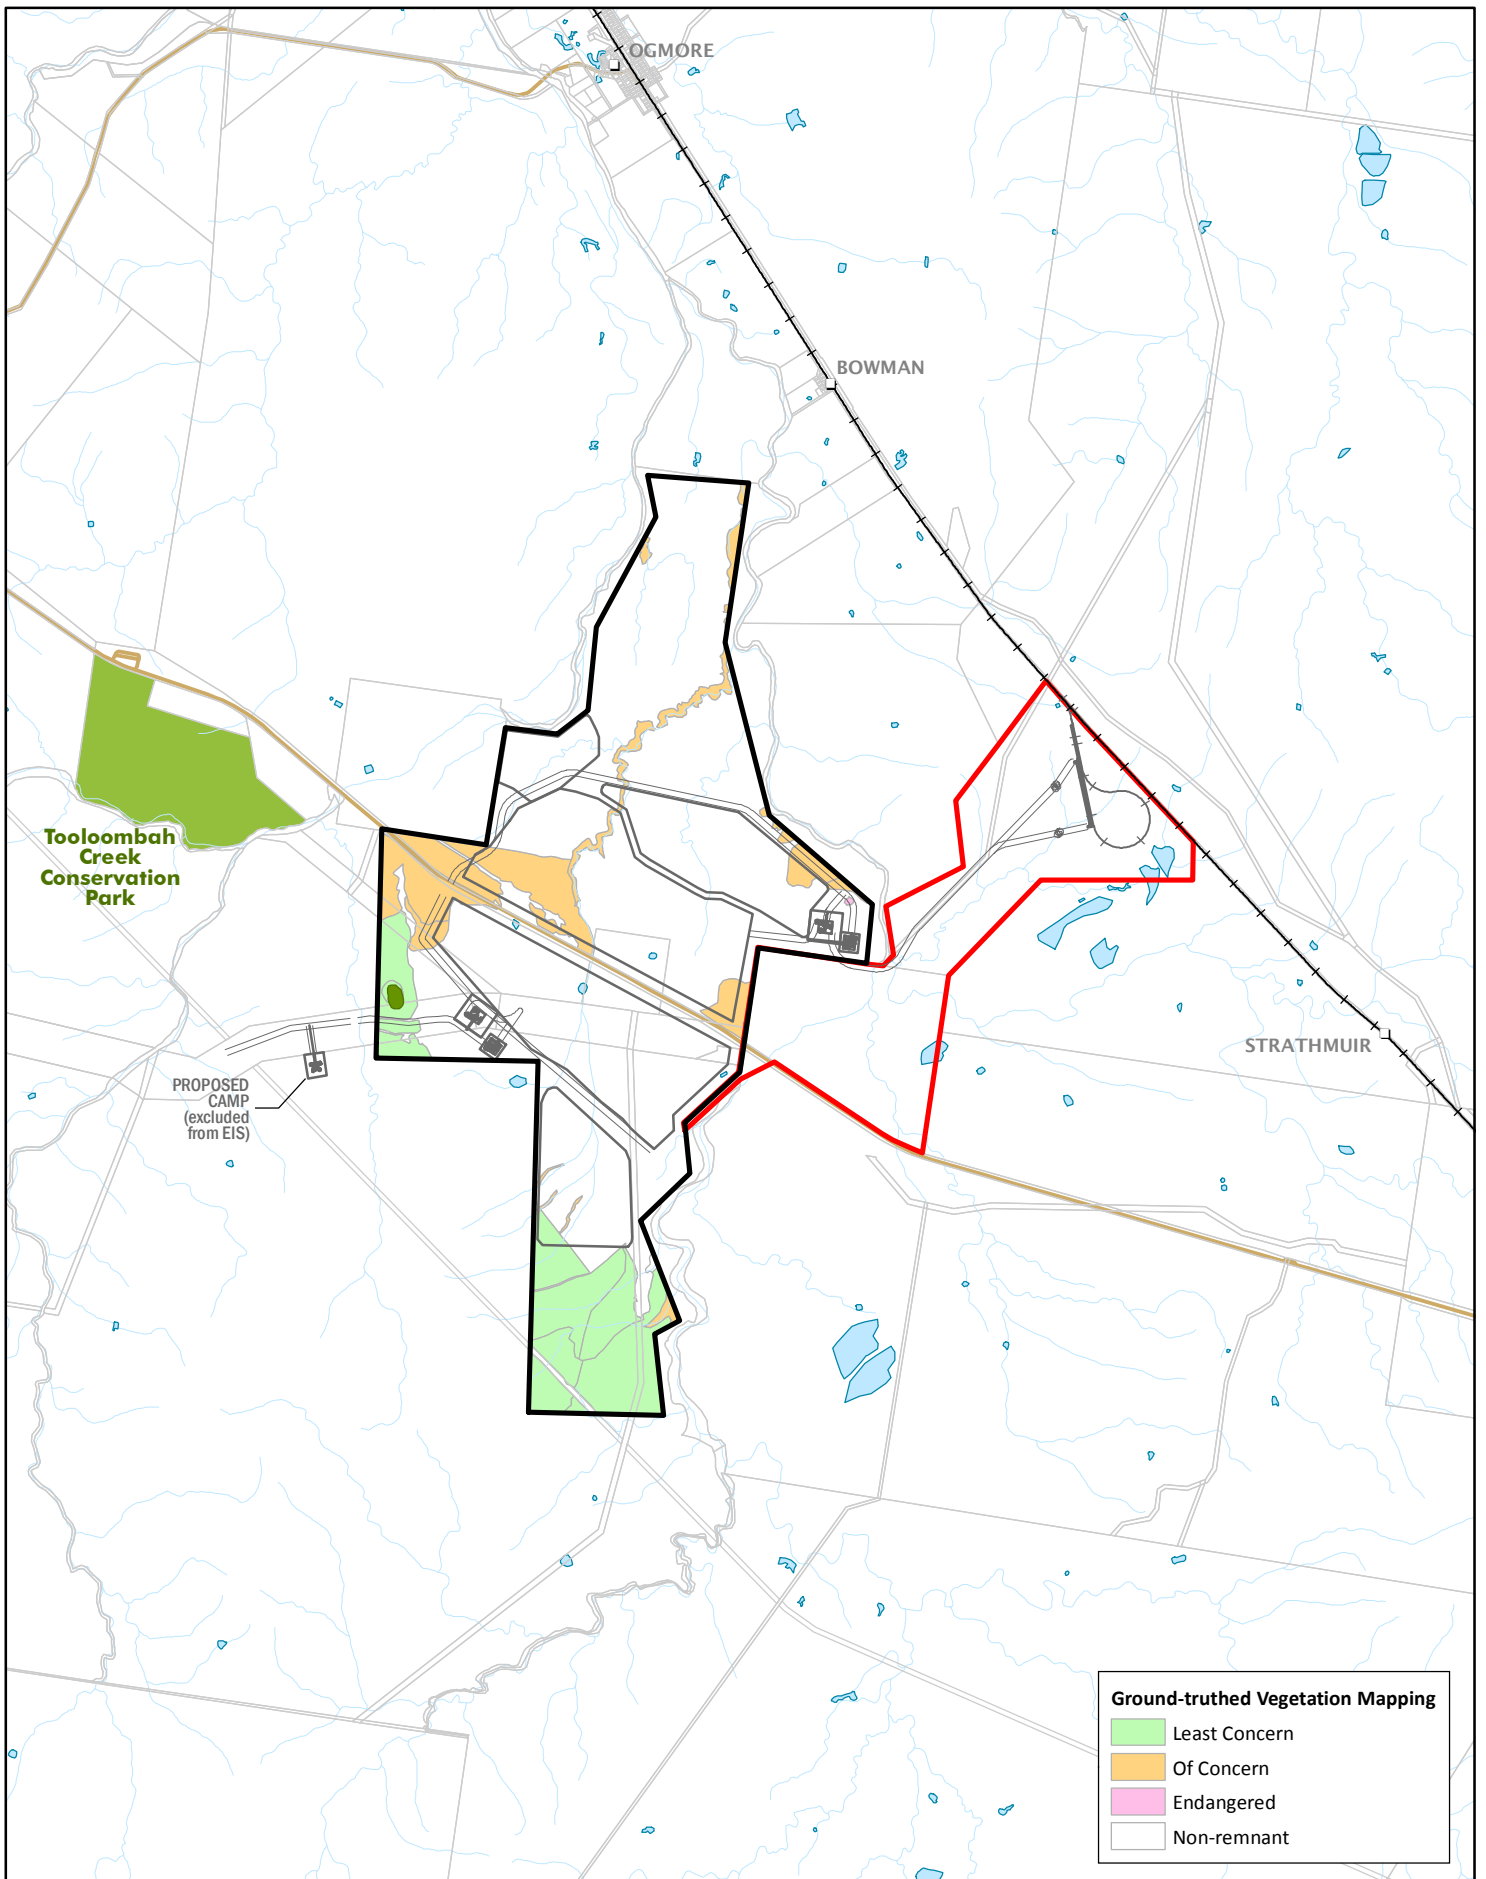 OGMORE
BOWMAN
Tooloombah
Creek
Conservation
Park
STRATHMUIR
PROPOSED
CAMP
(excluded
from EIS)
Ground-truthed Vegetation Mapping
Least Concern
Of Concern
Endangered
Non-remnant